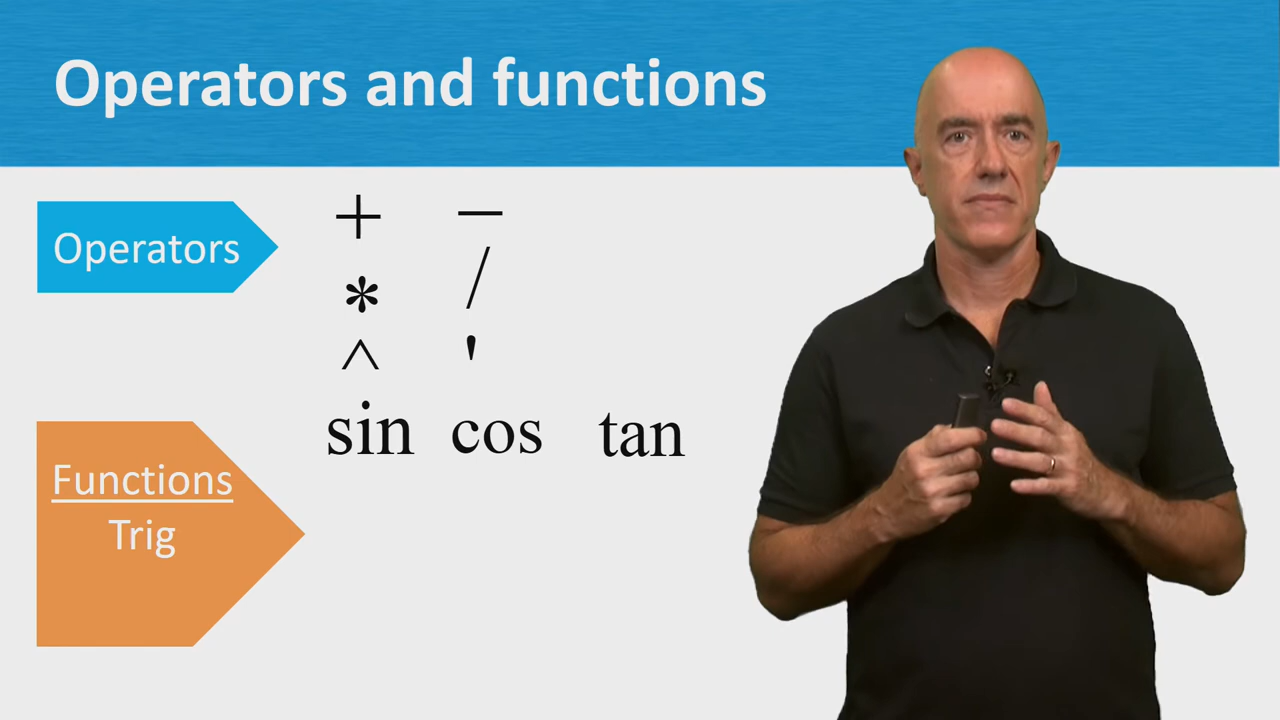 Operators and functions
Operators
+ −
* /
^ '
sin cos tan
Functions
Trig